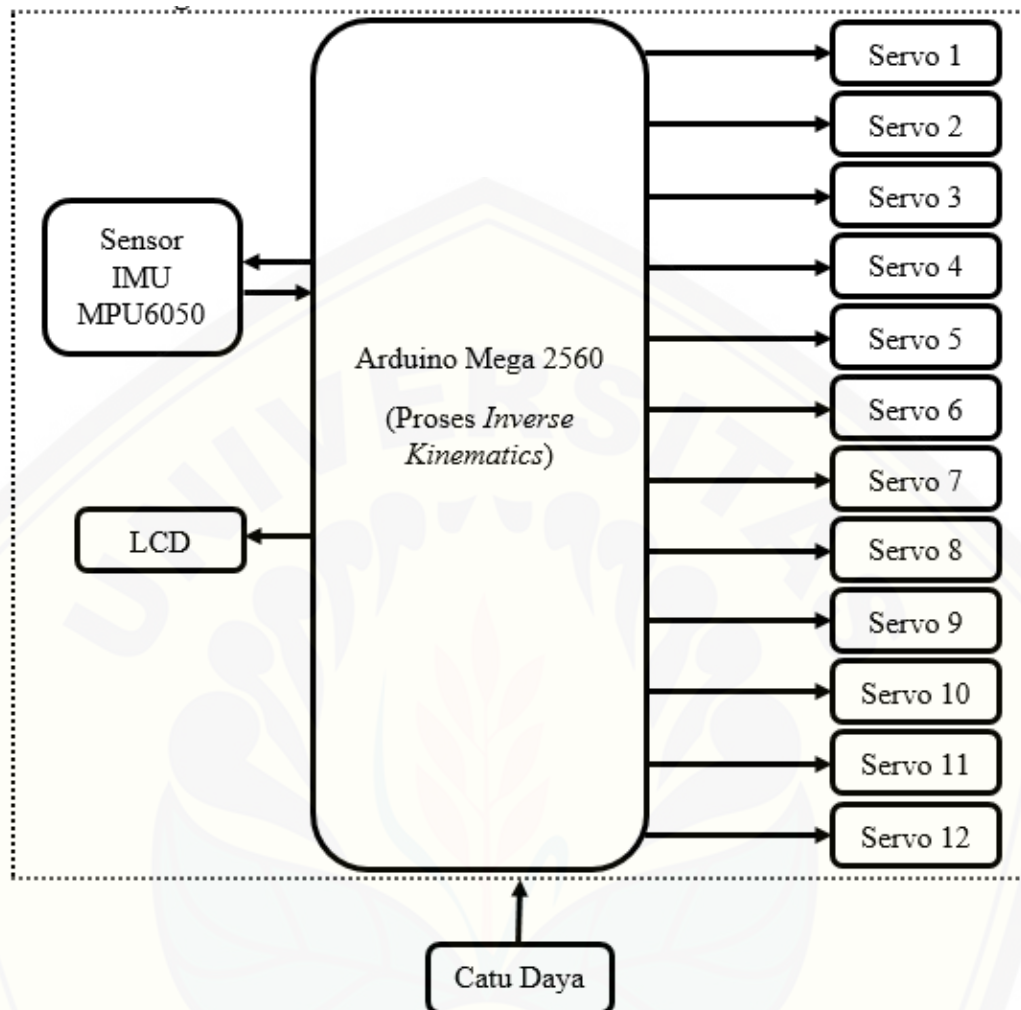 Sensor
IMU
MPU6050
LCD
Arduino Mega 2560
(Proses Inverse
Kinematics)
Servo 1
Servo 2
Servo 3
Servo 4
Servo 5
Servo 6
Servo 7
Servo 8
Servo 9
Servo 10
Servo 11
Servo 12
Catu Daya
UNIVERSITAS